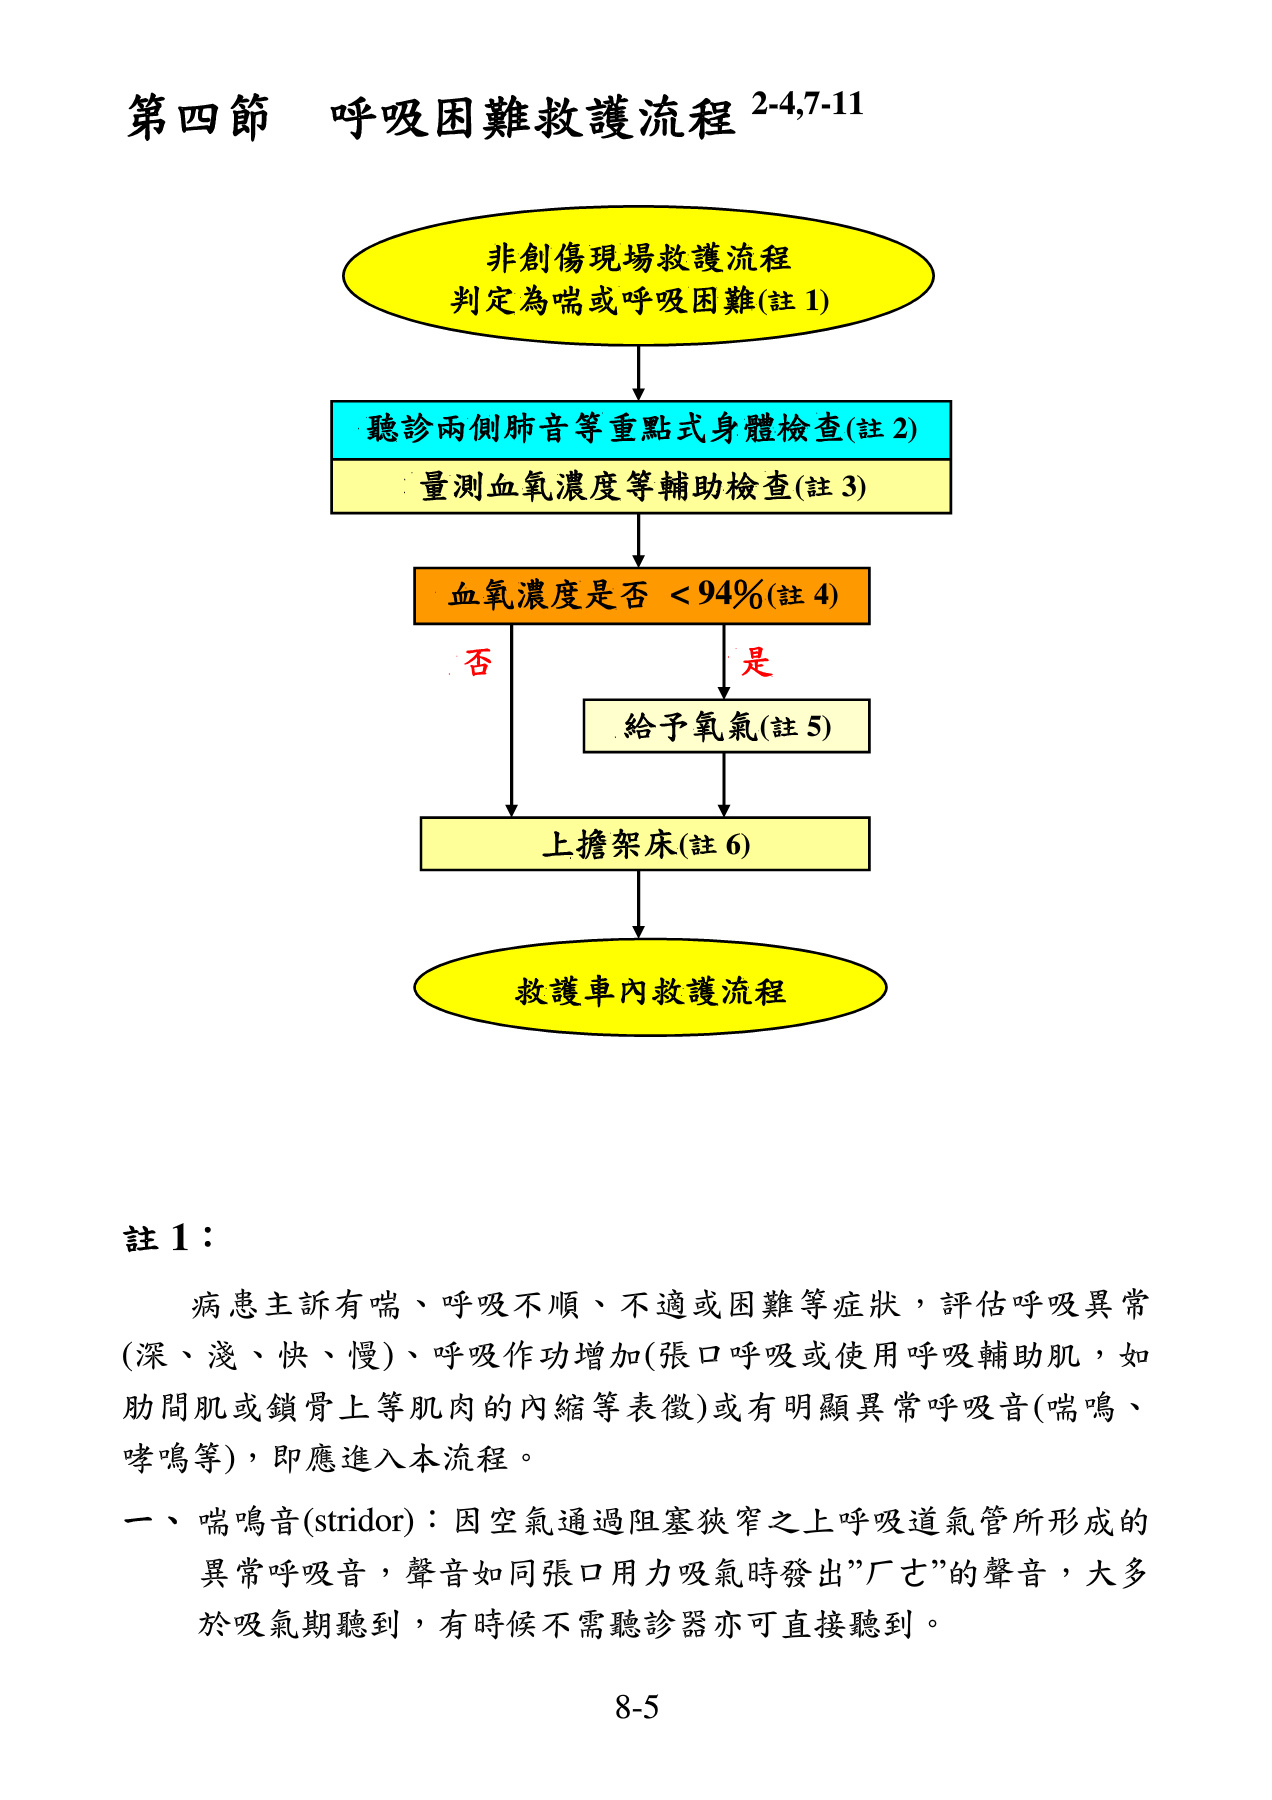 第四節　呼吸困難救護流程 2-4,7-11
非創傷現場救護流程
判定為喘或呼吸困難(註 1)
聽診兩側肺音等重點式身體檢查(註 2)
量測血氧濃度等輔助檢查(註 3)
血氧濃度是否 ＜94%(註 4)
否
是
給予氧氣(註 5)
上擔架床(註 6)
救護車內救護流程
註 1：
病患主訴有喘、呼吸不順、不適或困難等症狀，評估呼吸異常
(深、淺、快、慢)、呼吸作功增加(張口呼吸或使用呼吸輔助肌，如
肋間肌或鎖骨上等肌肉的內縮等表徵)或有明顯異常呼吸音(喘鳴、
哮鳴等)，即應進入本流程。
一、 喘鳴音(stridor)：因空氣通過阻塞狹窄之上呼吸道氣管所形成的
異常呼吸音，聲音如同張口用力吸氣時發出”ㄏㄜ”的聲音，大多
於吸氣期聽到，有時候不需聽診器亦可直接聽到。
8-5